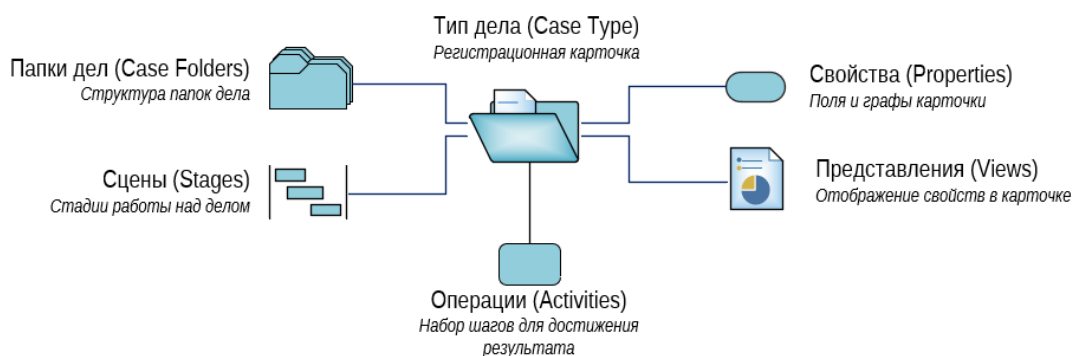 Тип дела (Case Type)
Регистрационная карточка
Папки дел (Case Folders)
Структура папок дела
Свойства (Properties)
Поля и графы карточки
Сцены (Stages)
Стадии работы над делом
Представления (Views)
Отображение свойств в карточке
Операции (Activities)
Набор шагов для достижения
результата